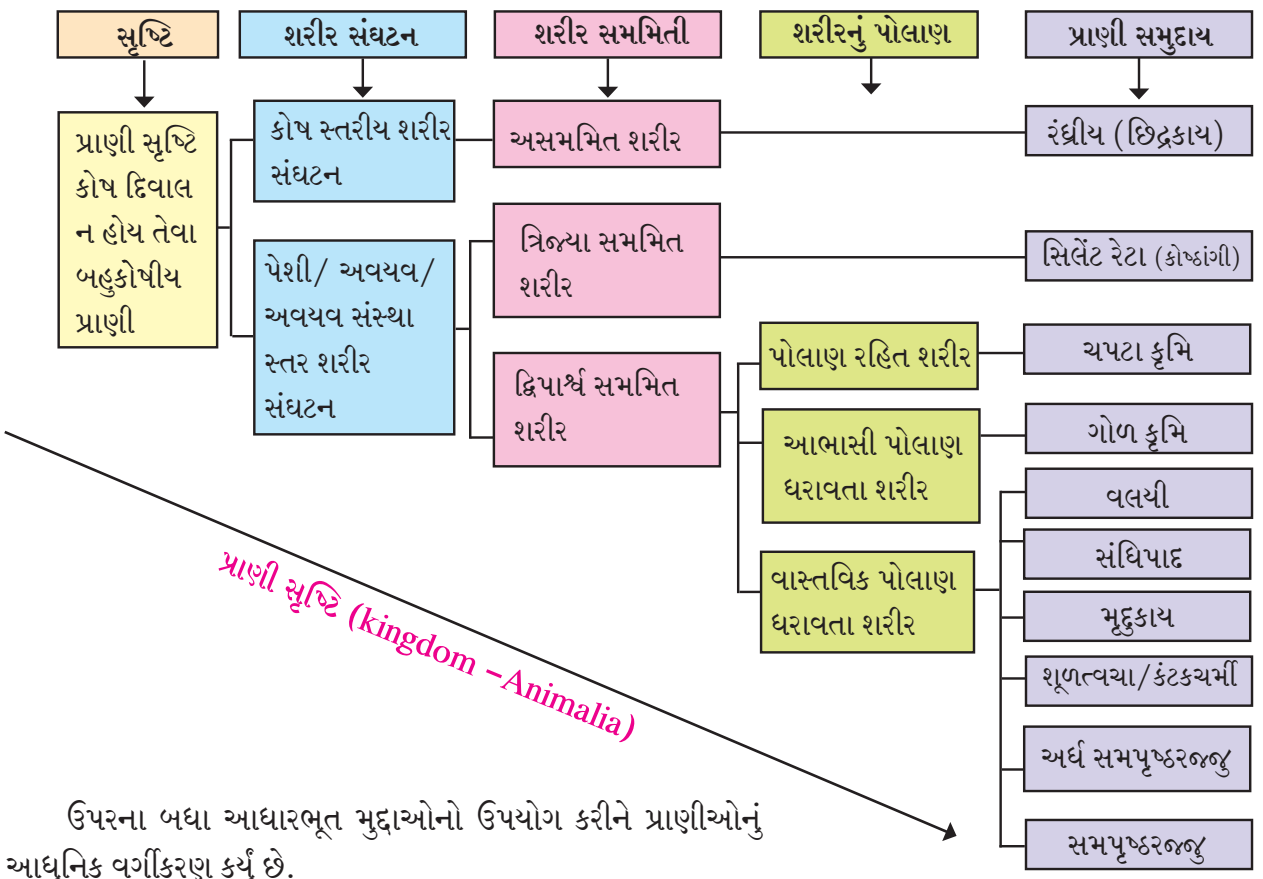 સૃષ્ટિ
શરીર સંઘટન
શરીર સમમિતી
શરીરનું પોલાણ
પ્રાણી સમુદાય
પ્રાણી સૃષ્ટિ
કોષ દિવાલ
ન હોય તેવા
બહુકોષીય
પ્રાણી
કોષ સ્તરીય શરીર
સંઘટન
પેશી/ અવયવ/
અવયવ સંસ્થા
સ્તર શરીર
સંઘટન
અસમમિત શરીર
ત્રિજ્યા સમમિત
શરીર
દ્વિપાર્શ્વ સમમિત
શરીર
પોલાણ રહિત શરીર
આભાસી પોલાણ
ધરાવતા શરીર
વાસ્તવિક પોલાણ
ધરાવતા શરીર
રંધ્રીય (છિદ્રકાય)
સિલેંટ રેટા (કોષ્ઠાંગી)
ચપટા કૃમિ
ગોળ કૃમિ
વલયી
સંધિપાદ
મૃદુકાય
શૂળત્વચા/કંટકચર્મી
અર્ધ સમપૃષ્ઠરજ્જુ
સમપૃષ્ઠરજ્જુ
પ્રાણી સૃષ્ટિ (kingdom –Animalia)
ઉપરના બધા આધારભૂત મુદ્દાઓનો ઉપયોગ કરીને પ્રાણીઓનું
આધુનિક વર્ગીકરણ કર્યું છે.